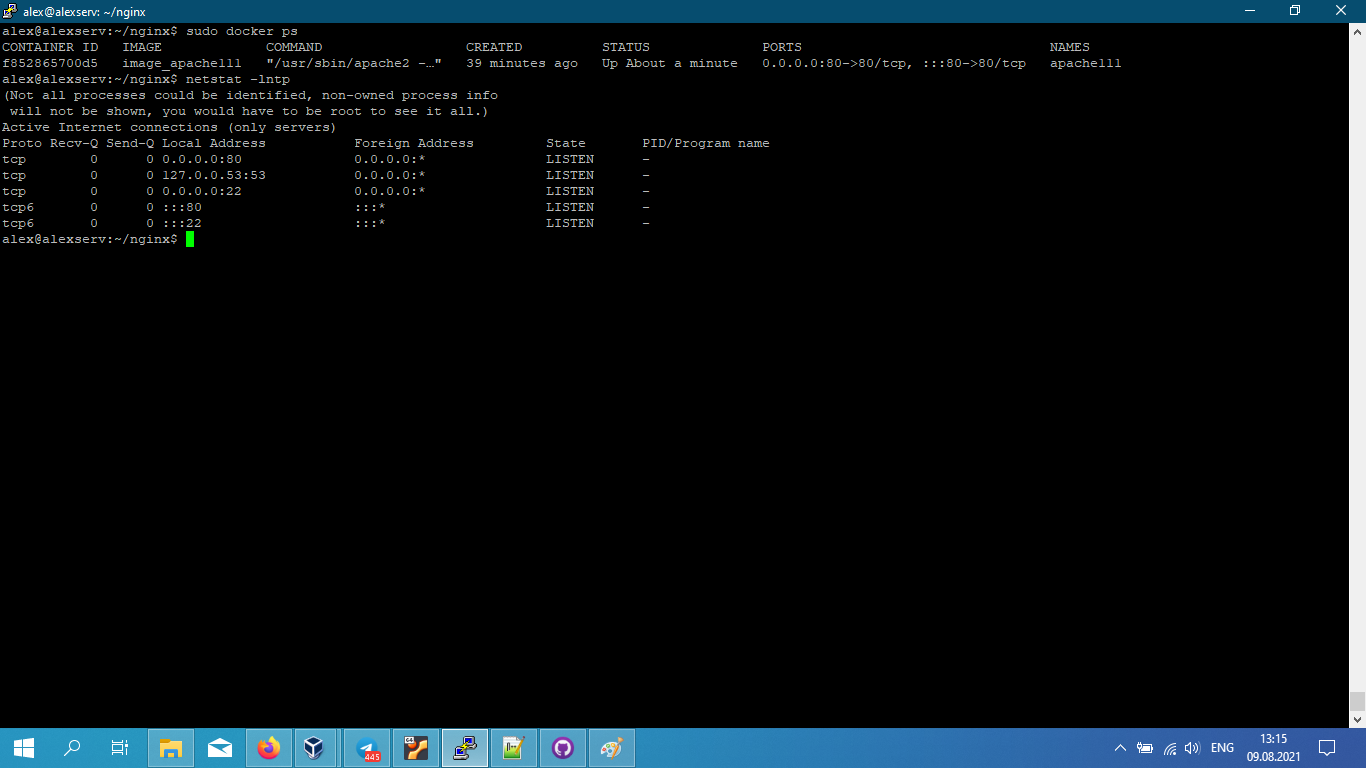 alex@alexserv: ~/nginx
alex@alexserv:~/nginx$ sudo docker ps
CONTAINER ID   IMAGE             COMMAND                  CREATED          STATUS              PORTS                               NAMES
f852865700d5   image_apache111   "/usr/sbin/apache2 -…"   39 minutes ago   Up About a minute   0.0.0.0:80->80/tcp, :::80->80/tcp   apache111
alex@alexserv:~/nginx$ netstat -lntp
(Not all processes could be identified, non-owned process info
 will not be shown, you would have to be root to see it all.)
Active Internet connections (only servers)
Proto Recv-Q Send-Q Local Address           Foreign Address         State       PID/Program name
tcp        0      0 0.0.0.0:80              0.0.0.0:*               LISTEN      -
tcp        0      0 127.0.0.53:53           0.0.0.0:*               LISTEN      -
tcp        0      0 0.0.0.0:22              0.0.0.0:*               LISTEN      -
tcp6       0      0 :::80                   :::*                    LISTEN      -
tcp6       0      0 :::22                   :::*                    LISTEN      -
alex@alexserv:~/nginx$
445
64
ENG
13:15
09.08.2021